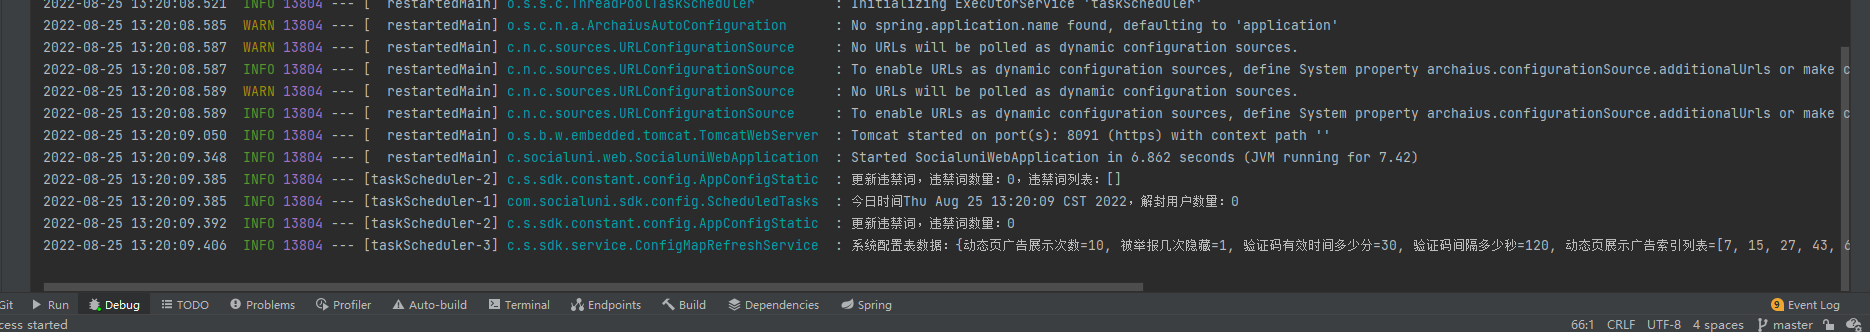 2022-08-25 13:20:08.521  INFO 13804 --- [  restartedMain] o.s.s.c.ThreadPoolTaskScheduler          : Initializing ExecutorService 'taskScheduler'
2022-08-25 13:20:08.585  WARN 13804 --- [  restartedMain] o.s.c.n.a.ArchaiusAutoConfiguration      : No spring.application.name found, defaulting to 'application'
2022-08-25 13:20:08.587  WARN 13804 --- [  restartedMain] c.n.c.sources.URLConfigurationSource     : No URLs will be polled as dynamic configuration sources.
2022-08-25 13:20:08.587  INFO 13804 --- [  restartedMain] c.n.c.sources.URLConfigurationSource     : To enable URLs as dynamic configuration sources, define System property archaius.configurationSource.additionalUrls or make c
2022-08-25 13:20:08.589  WARN 13804 --- [  restartedMain] c.n.c.sources.URLConfigurationSource     : No URLs will be polled as dynamic configuration sources.
2022-08-25 13:20:08.589  INFO 13804 --- [  restartedMain] c.n.c.sources.URLConfigurationSource     : To enable URLs as dynamic configuration sources, define System property archaius.configurationSource.additionalUrls or make c
2022-08-25 13:20:09.050  INFO 13804 --- [  restartedMain] o.s.b.w.embedded.tomcat.TomcatWebServer  : Tomcat started on port(s): 8091 (https) with context path ''
2022-08-25 13:20:09.348  INFO 13804 --- [  restartedMain] c.socialuni.web.SocialuniWebApplication  : Started SocialuniWebApplication in 6.862 seconds (JVM running for 7.42)
2022-08-25 13:20:09.385  INFO 13804 --- [taskScheduler-2] c.s.sdk.constant.config.AppConfigStatic  : 更新违禁词，违禁词数量：0，违禁词列表：[]
2022-08-25 13:20:09.385  INFO 13804 --- [taskScheduler-1] com.socialuni.sdk.config.ScheduledTasks  : 今日时间Thu Aug 25 13:20:09 CST 2022，解封用户数量：0
2022-08-25 13:20:09.392  INFO 13804 --- [taskScheduler-2] c.s.sdk.constant.config.AppConfigStatic  : 更新违禁词，违禁词数量：0
2022-08-25 13:20:09.406  INFO 13804 --- [taskScheduler-3] c.s.sdk.service.ConfigMapRefreshService  : 系统配置表数据：{动态页广告展示次数=10, 被举报几次隐藏=1, 验证码有效时间多少分=30, 验证码间隔多少秒=120, 动态页展示广告索引列表=[7, 15, 27, 43, 6
Git Run Debug TODO Problems Profiler Auto-build Terminal Endpoints Build Dependencies Spring 9 Event Log
cess started 66:1 CRLF UTF-8 4 spaces master